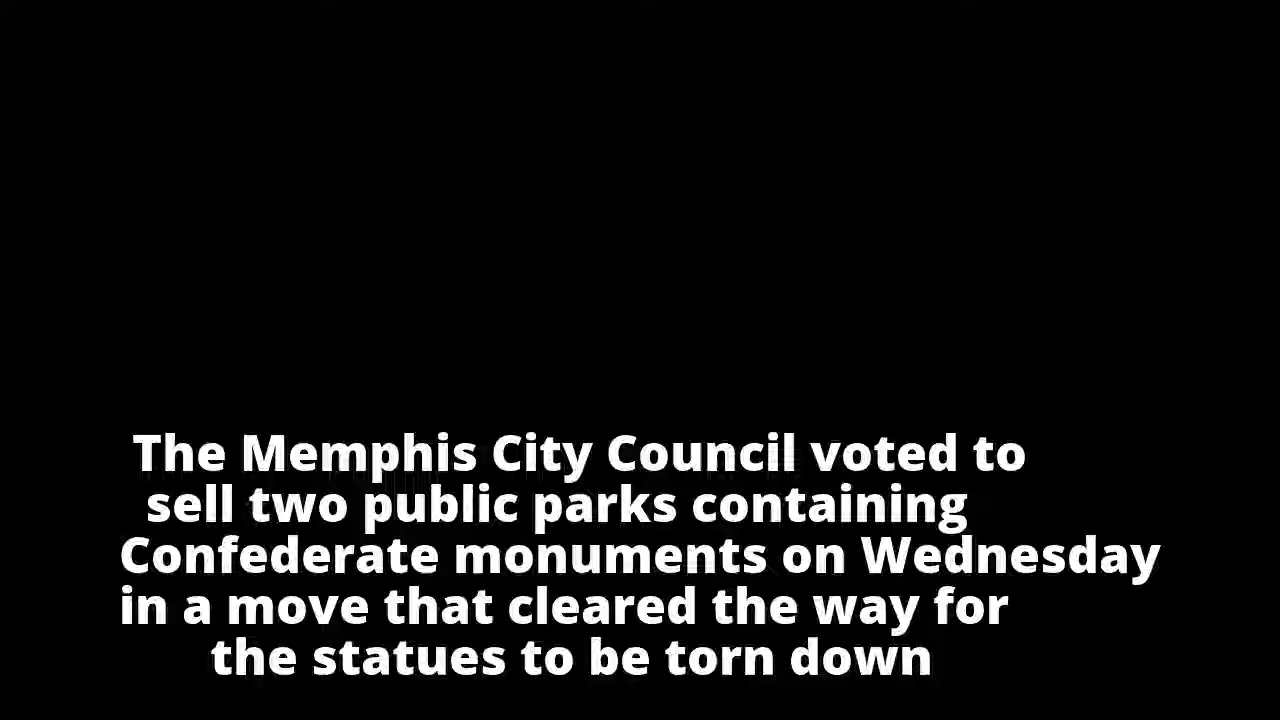 The Memphis City Council voted to
sell two public parks containing
Confederate monuments on Wednesday
in a move that cleared the way for
the statues to be torn down